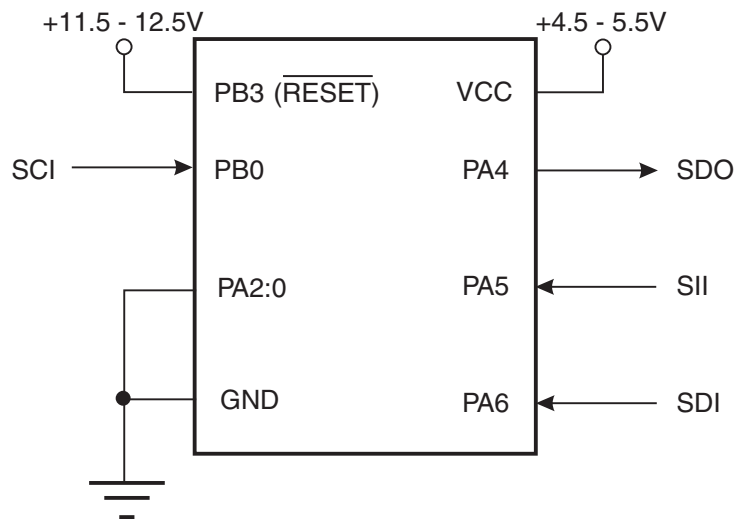 +11.5 - 12.5V
+4.5 - 5.5V
PB3 (RESET)
VCC
SCI
PB0
PA4
SDO
PA2:0
PA5
SII
GND
PA6
SDI